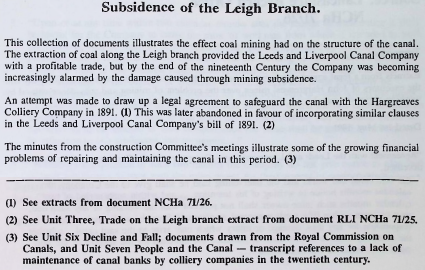 Subsidence of the Leigh Branch.
This collection of documents illustrates the effect coal mining had on the structure of the canal.
The extraction of coal along the Leigh branch provided the Leeds and Liverpool Canal Company
with a profitable trade, but by the end of the nineteenth Century the Company was becoming
increasingly alarmed by the damage caused through mining subsidence.
An attempt was made to draw up a legal agreement to safeguard the canal with the Hargreaves
Colliery Company in 1891. (1) This was later abandoned in favour of incorporating similar clauses
in the Leeds and Liverpool Canal Company's bill of 1891. (2)
The minutes from the construction Committee's meetings illustrate some of the growing financial
problems of repairing and maintaining the canal in this period. (3)
(1) See extracts from document NCHa 71/26.
(2) See Unit Three, Trade on the Leigh branch extract from document RLI NCHa 71/25.
(3) See Unit Six Decline and Fall; documents drawn from the Royal Commission on
Canals, and Unit Seven People and the Canal — transcript references to a lack of
maintenance of canal banks by colliery companies in the twentieth century.